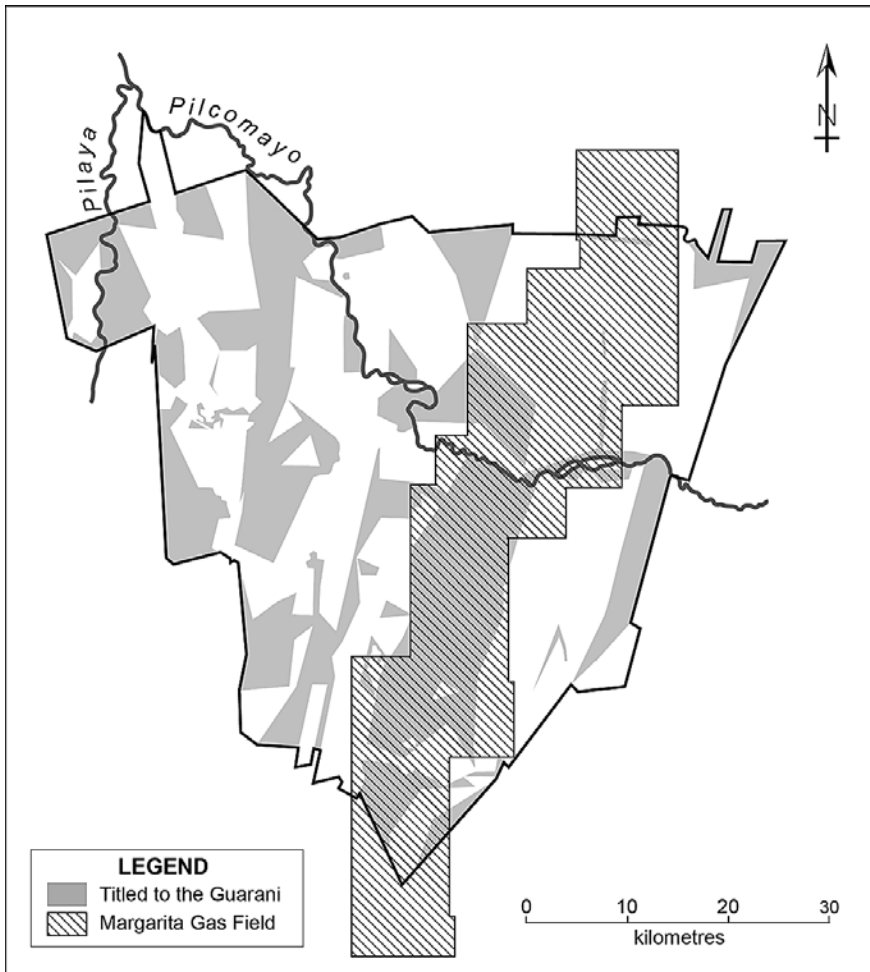 N
Pilcomayo
Pilaya
LEGEND
Titled to the Guarani
Margarita Gas Field
0 10 20 30
kilometres